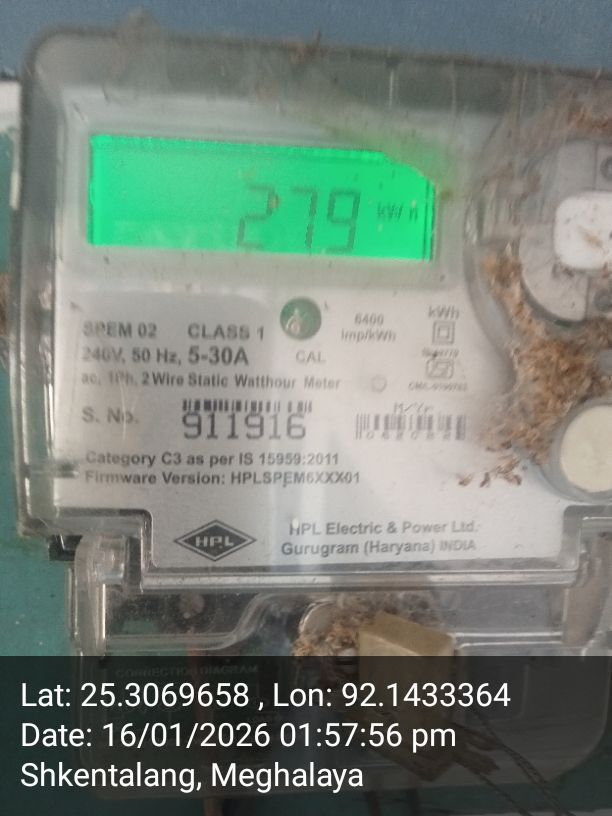 279 kWh
SPEM 02 CLASS 1
240V, 50 Hz, 5-30A
CAL
6400
imp/kWh
kWh
ac, 1Ph, 2 Wire Static Watthour Meter
S. No.
911916
M/Yr
Category C3 as per IS 15959:2011
Firmware Version: HPLSPEM6XXX01
HPL
HPL Electric & Power Ltd.
Gurugram (Haryana) INDIA
CONNECTION DIAGRAM
Lat: 25.3069658 , Lon: 92.1433364
Date: 16/01/2026 01:57:56 pm
Shkentalang, Meghalaya